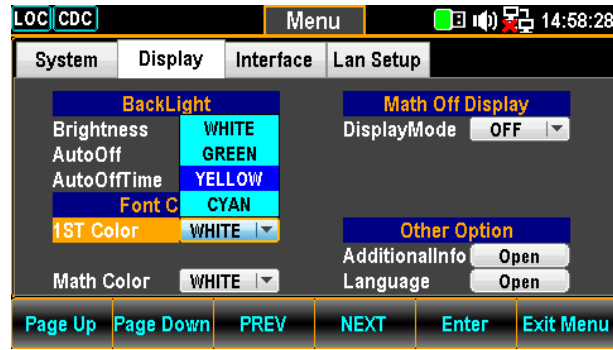 LOC CDC Menu 14:58:28
System Display Interface Lan Setup
BackLight
Brightness
AutoOff
AutoOffTime
WHITE
GREEN
YELLOW
CYAN
Font C
1ST Color WHITE
Math Color WHITE
Math Off Display
DisplayMode OFF
Other Option
AdditionalInfo Open
Language Open
Page Up Page Down PREV NEXT Enter Exit Menu